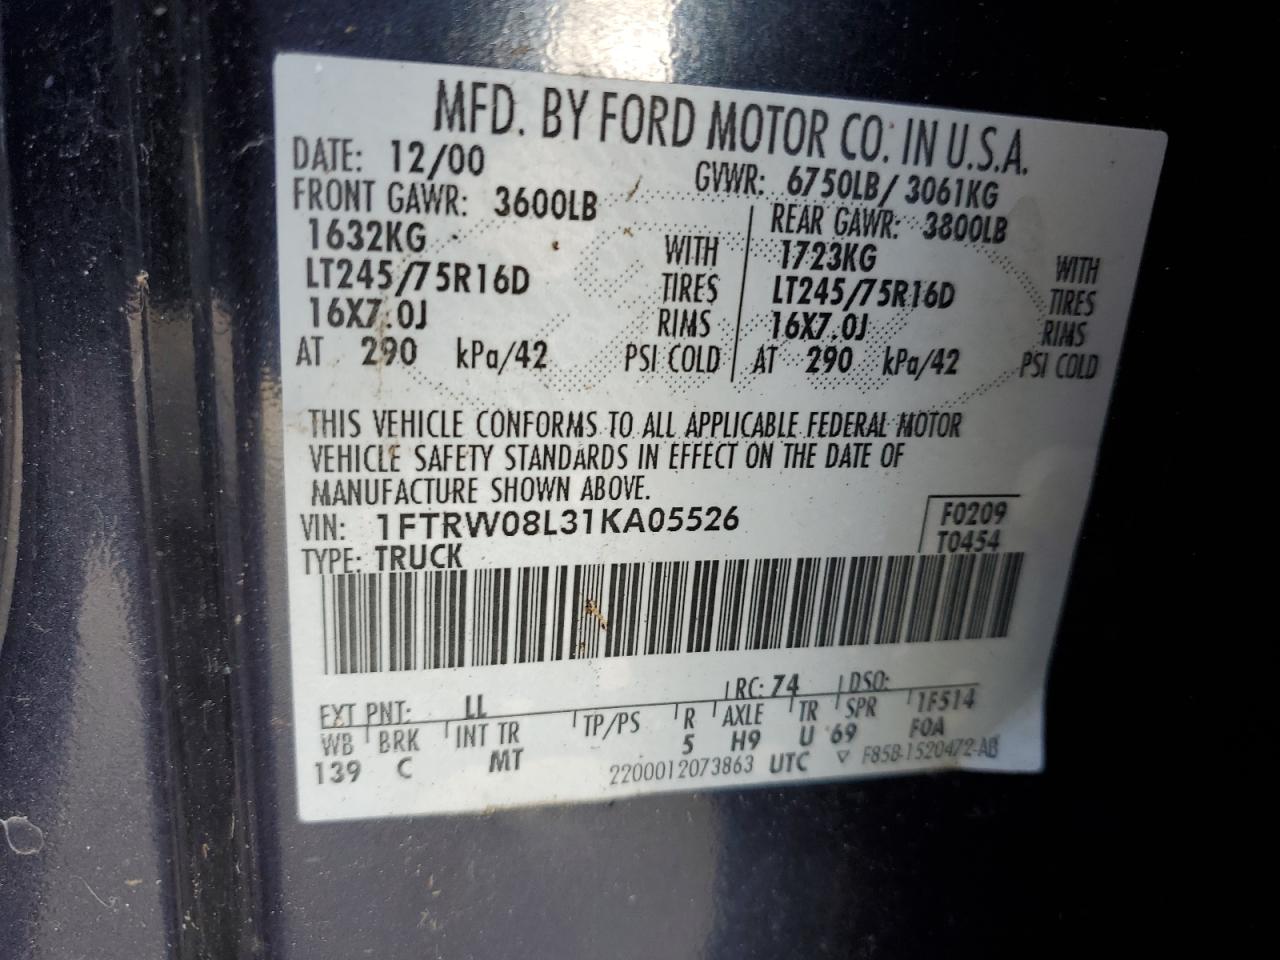 MFD. BY FORD MOTOR CO. IN U.S.A.
DATE: 12/00 GVWR: 6750LB/ 3061KG
FRONT GAWR: 3600LB REAR GAWR: 3800LB
1632KG WITH 1723KG WITH
LT245/75R16D TIRES LT245/75R16D TIRES
16X7.0J RIMS 16X7.0J RIMS
AT 290 kPa/42 PSI COLD AT 290 kPa/42 PSI COLD
THIS VEHICLE CONFORMS TO ALL APPLICABLE FEDERAL MOTOR
VEHICLE SAFETY STANDARDS IN EFFECT ON THE DATE OF
MANUFACTURE SHOWN ABOVE.
VIN: 1FTRW08L31KA05526 F0209
TYPE: TRUCK T0454
EXT PNT: LL RC: 74 DSO:
WB BRK INT TR TP/PS R AXLE TR SPR 1F514
139 C MT 5 H9 U 69 F0A
2200012073863 UTC ▽ F85B-1520472-AB